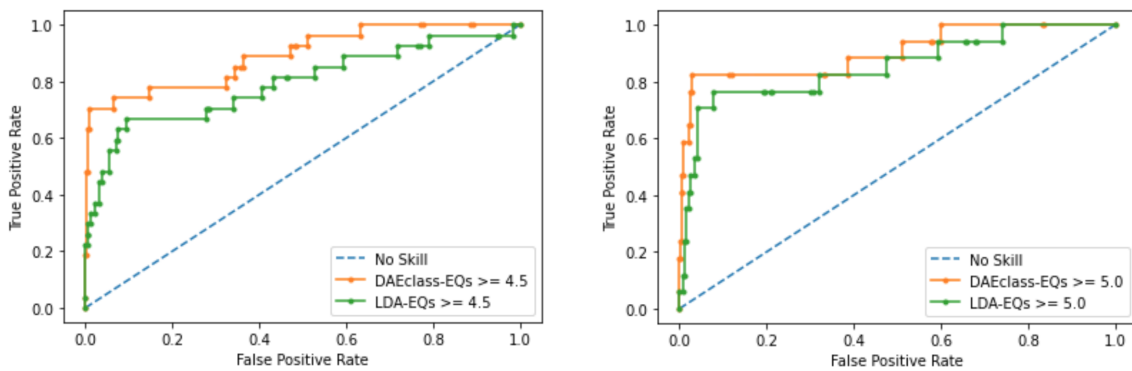 1.0
0.8
0.6
0.4
0.2
0.0
True Positive Rate
No Skill
DAEclass-EQs >= 4.5
LDA-EQs >= 4.5
0.0 0.2 0.4 0.6 0.8 1.0
False Positive Rate
1.0
0.8
0.6
0.4
0.2
0.0
True Positive Rate
No Skill
DAEclass-EQs >= 5.0
LDA-EQs >= 5.0
0.0 0.2 0.4 0.6 0.8 1.0
False Positive Rate